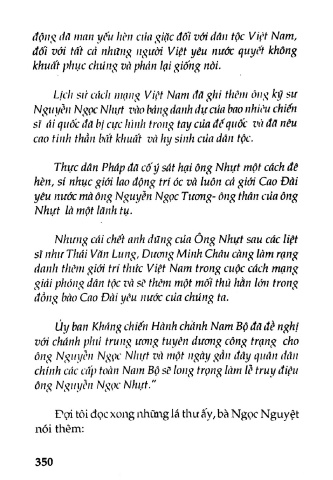 động dã man yếu hèn của giặc đối với dân tộc Việt Nam,
đối với tất cả những người Việt yêu nước quyết không
khuất phục chúng và phản lại giống nòi.
Lịch sử cách mạng Việt Nam đã ghi thêm ông kỹ sư
Nguyễn Ngọc Nhựt vào bảng danh dự của bao nhiêu chiến
sĩ ái quốc đã bị cực hình trong tay của đế quốc và đã nêu
cao tinh thần bất khuất và hy sinh của dân tộc.
Thực dân Pháp đã cố ý sát hại ông Nhựt một cách đê
hèn, sỉ nhục giới lao động trí óc và luôn cả giới Cao Đài
yêu nước mà ông Nguyễn Ngọc Tương- ông thân của ông
Nhựt là một lãnh tụ.
Nhưng cái chết anh dũng của Ông Nhựt sau các liệt
sĩ như Thái Văn Lung, Dương Minh Châu càng làm rạng
danh thêm giới trí thức Việt Nam trong cuộc cách mạng
giải phóng dân tộc và sẽ thêm một mối thù hằn lớn trong
đồng bào Cao Đài yêu nước của chúng ta.
Ủy ban Kháng chiến Hành chánh Nam Bộ đã đề nghị
với chánh phủ trung ương tuyên dương công trạng cho
ông Nguyễn Ngọc Nhựt và một ngày gần đây quân dân
chính các cấp toàn Nam Bộ sẽ long trọng làm lễ truy điệu
ông Nguyễn Ngọc Nhựt."
Đợi tôi đọc xong những lá thư ấy, bà Ngọc Nguyệt
nói thêm:
350